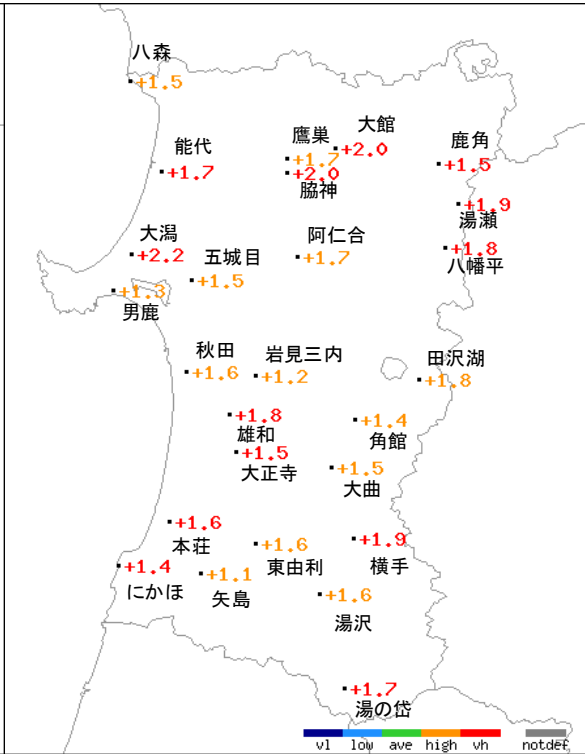 八森
+1.5
能代
+1.7
鷹巣
+1.7
大館
+2.0
+2.0
脇神
鹿角
+1.5
+1.9
湯瀬
+1.8
八幡平
大潟
+2.2
五城目
+1.5
阿仁合
+1.7
+1.3
男鹿
秋田
+1.6
岩見三内
+1.2
田沢湖
+1.8
+1.8
雄和
+1.4
角館
+1.5
大正寺
+1.5
大曲
+1.6
本荘
+1.6
東由利
+1.9
横手
+1.4
にかほ
+1.1
矢島
+1.6
湯沢
+1.7
湯の岱
vl low ave high vh notdef